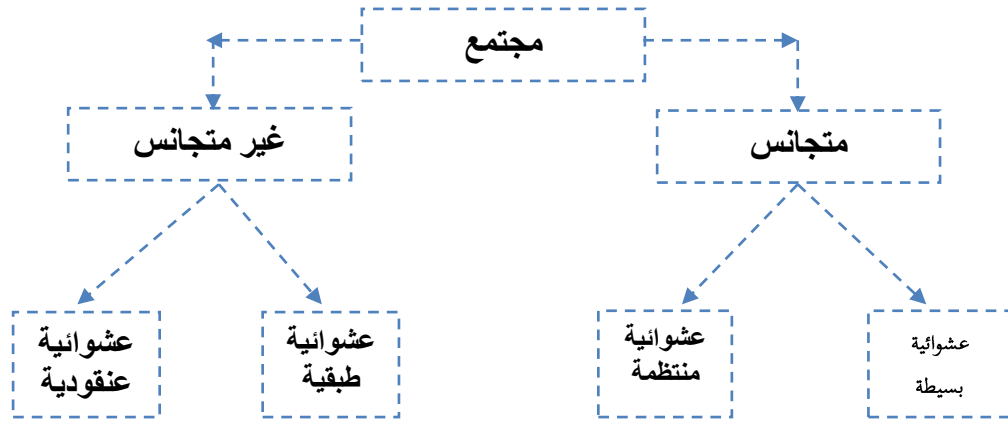 مجتمع
متجانس
غير متجانس
عشوائية
بسيطة
عشوائية
منتظمة
عشوائية
طبقية
عشوائية
عنقودية